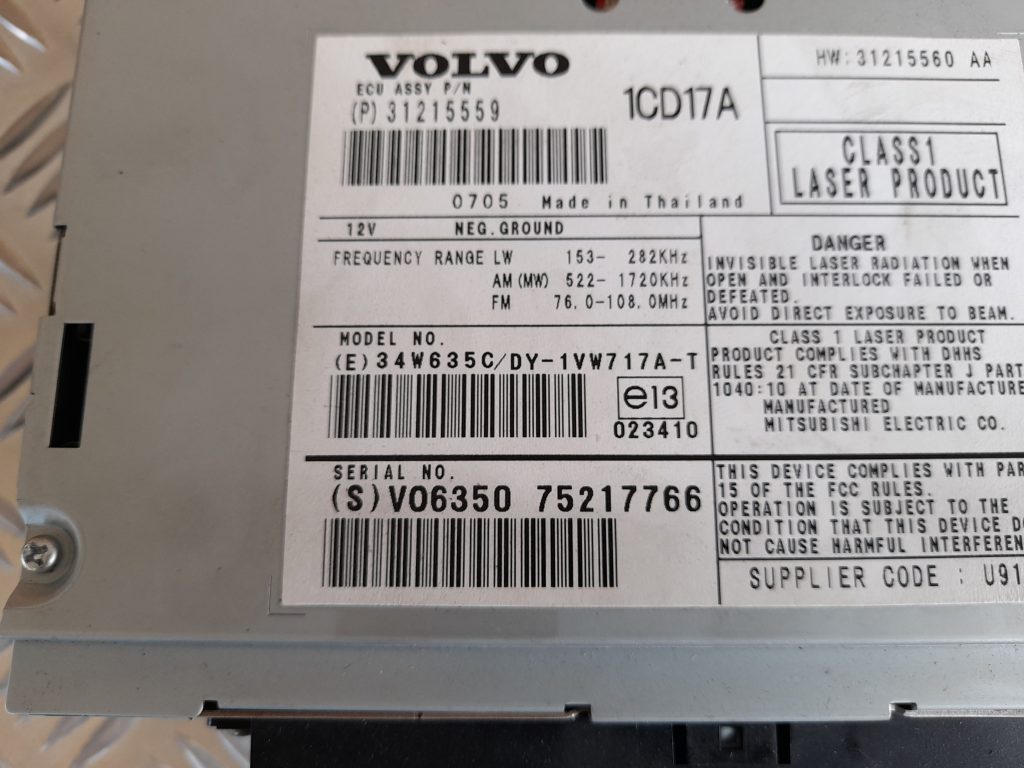 VOLVO
ECU ASSY P/N
(P) 31215559
1CD17A
0705 Made in Thailand
HW: 31215560 AA
CLASS1
LASER PRODUCT
12V NEG. GROUND
FREQUENCY RANGE LW 153- 282KHz
AM (MW) 522- 1720KHz
FM 76.0-108.0MHz
DANGER
INVISIBLE LASER RADIATION WHEN
OPEN AND INTERLOCK FAILED OR
DEFEATED.
AVOID DIRECT EXPOSURE TO BEAM.
MODEL NO.
(E) 34W635C/DY-1VW717A-T
e13
023410
CLASS 1 LASER PRODUCT
PRODUCT COMPLIES WITH DHHS
RULES 21 CFR SUBCHAPTER J PART
1040:10 AT DATE OF MANUFACTURE
MANUFACTURED
MITSUBISHI ELECTRIC CO.
SERIAL NO.
(S) VO6350 75217766
THIS DEVICE COMPLIES WITH PAR
15 OF THE FCC RULES.
OPERATION IS SUBJECT TO THE
CONDITION THAT THIS DEVICE DO
NOT CAUSE HARMFUL INTERFEREN
SUPPLIER CODE : U91